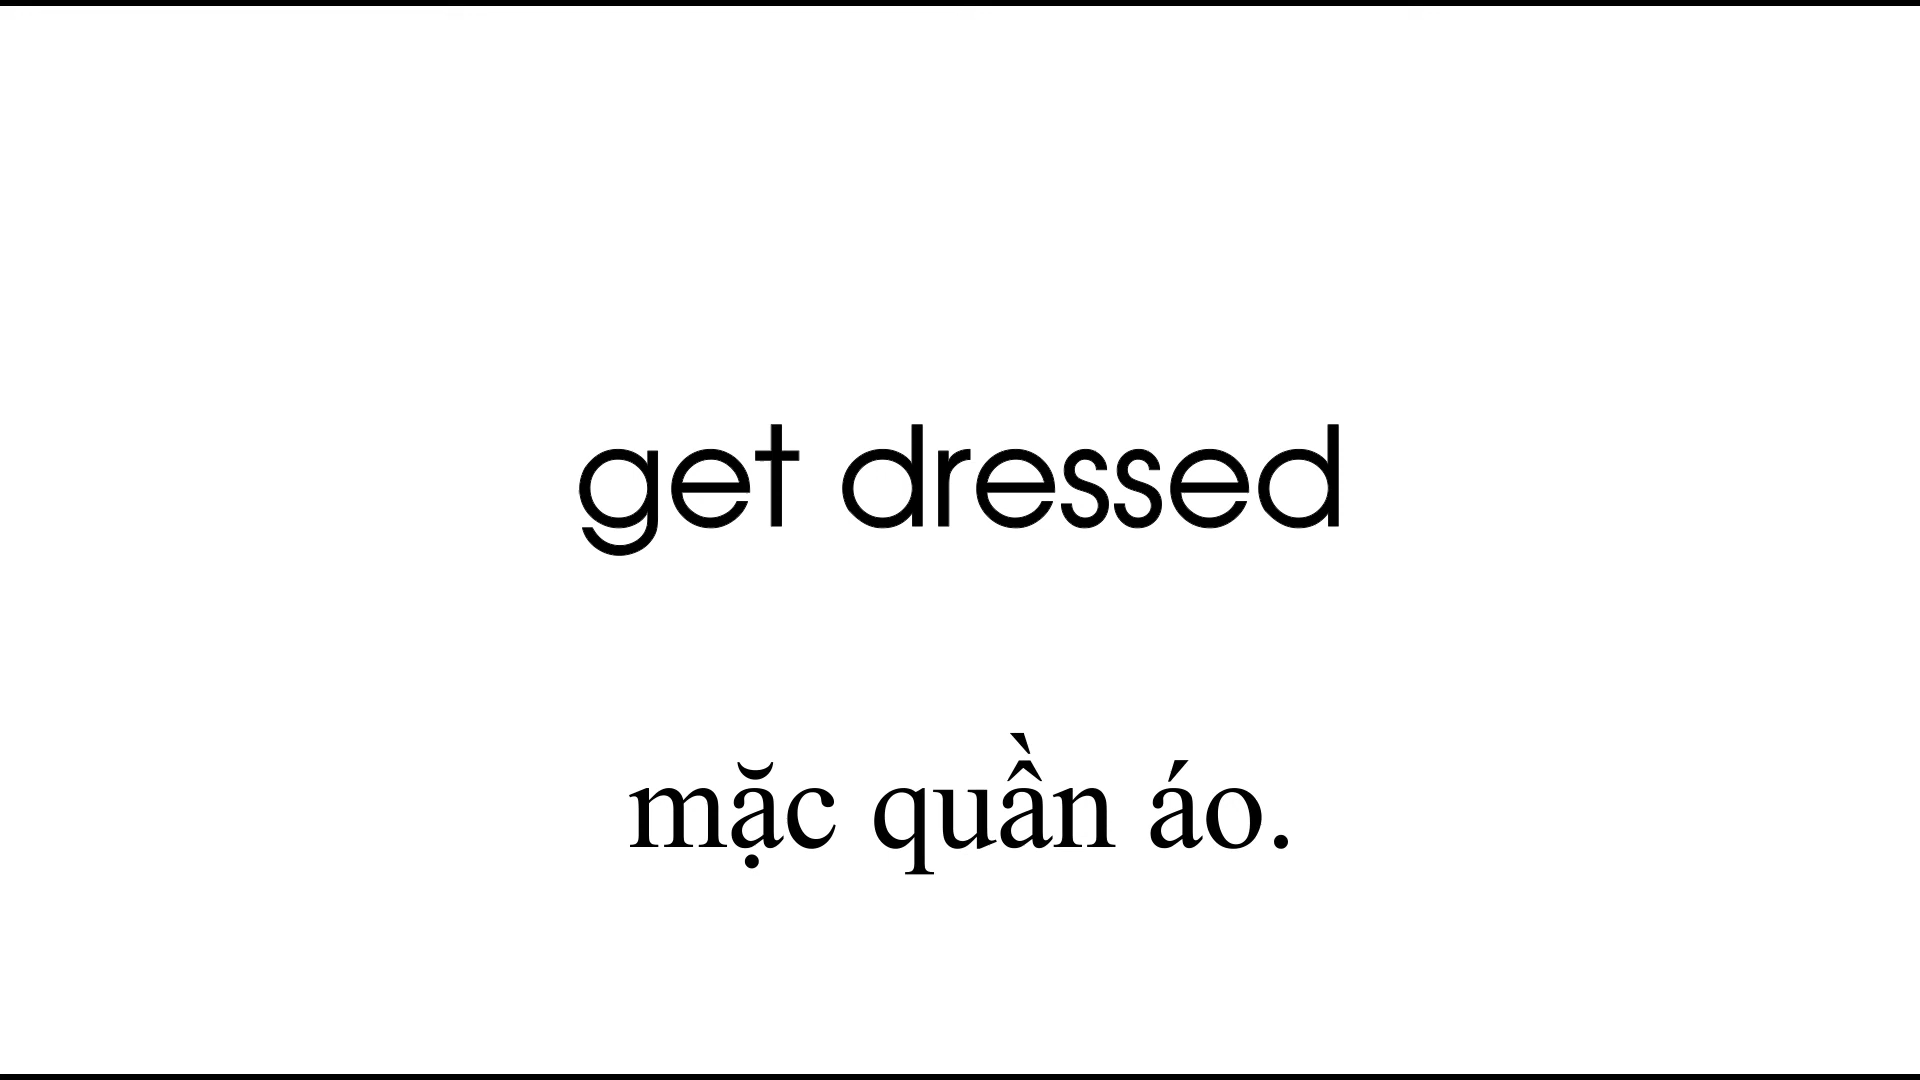 get dressed
mặc quần áo.